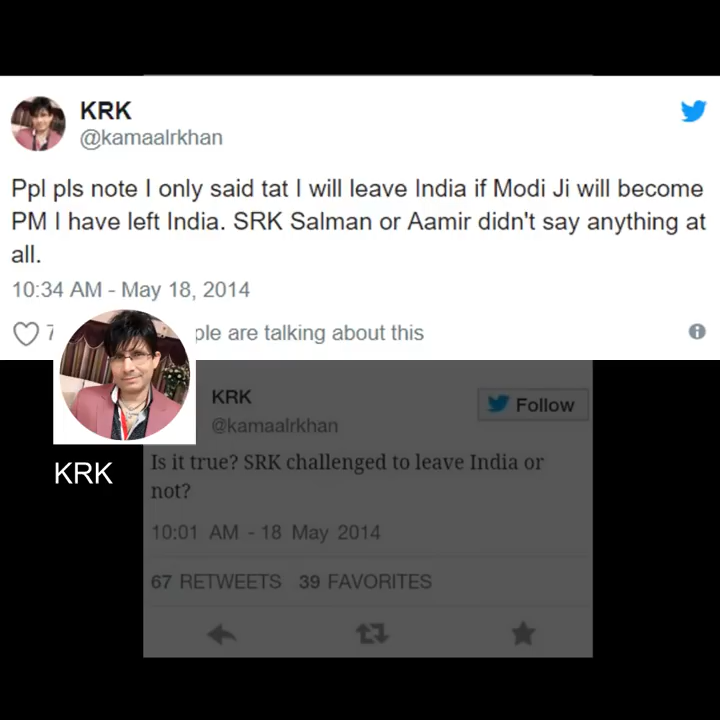 KRK
@kamaalrkhan
Ppl pls note I only said tat I will leave India if Modi Ji will become
PM I have left India. SRK Salman or Aamir didn't say anything at
all.
10:34 AM - May 18, 2014
are talking about this
KRK
@kamaalrkhan
Follow
Is it true? SRK challenged to leave India or
not?
10:01 AM - 18 May 2014
67 RETWEETS 39 FAVORITES
KRK